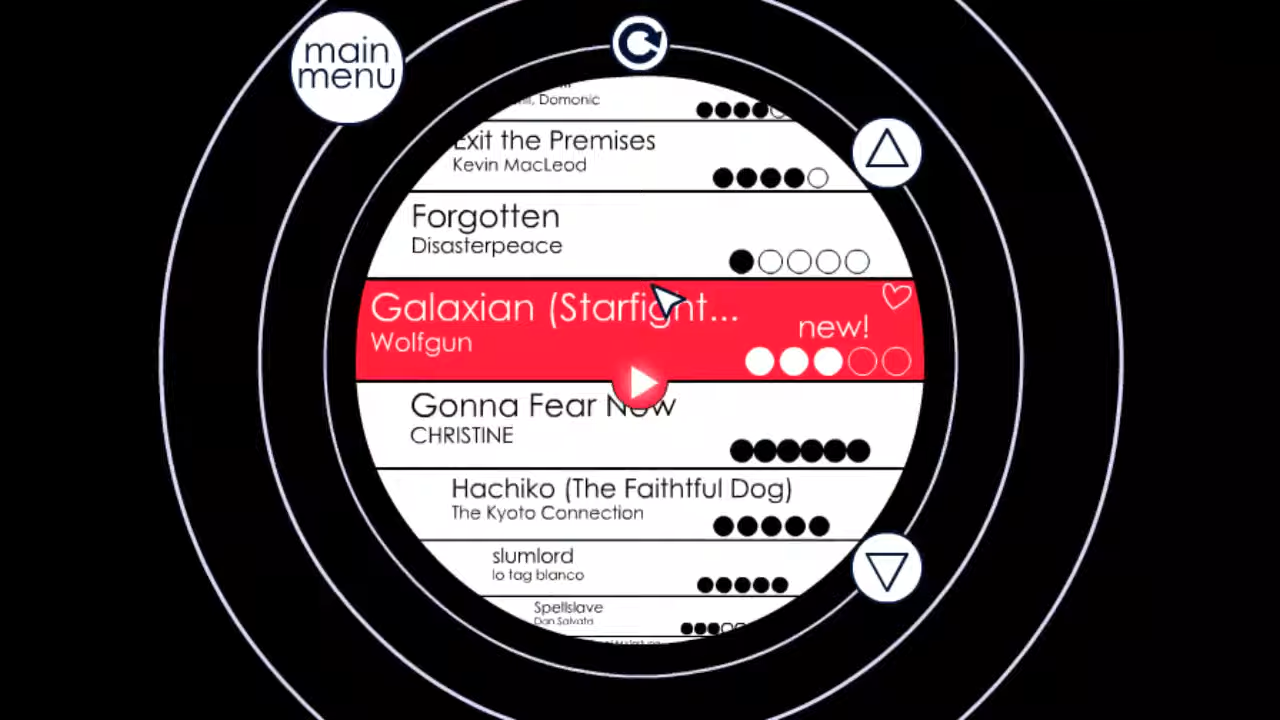 main
menu
Domonic
Exit the Premises
Kevin MacLeod
Forgotten
Disasterpeace
Galaxian (Starfight...
Wolfgun
new!
Gonna Fear Now
CHRISTINE
Hachiko (The Faithtful Dog)
The Kyoto Connection
slumlord
lo tag blanco
Spellslave
Dan Salvato